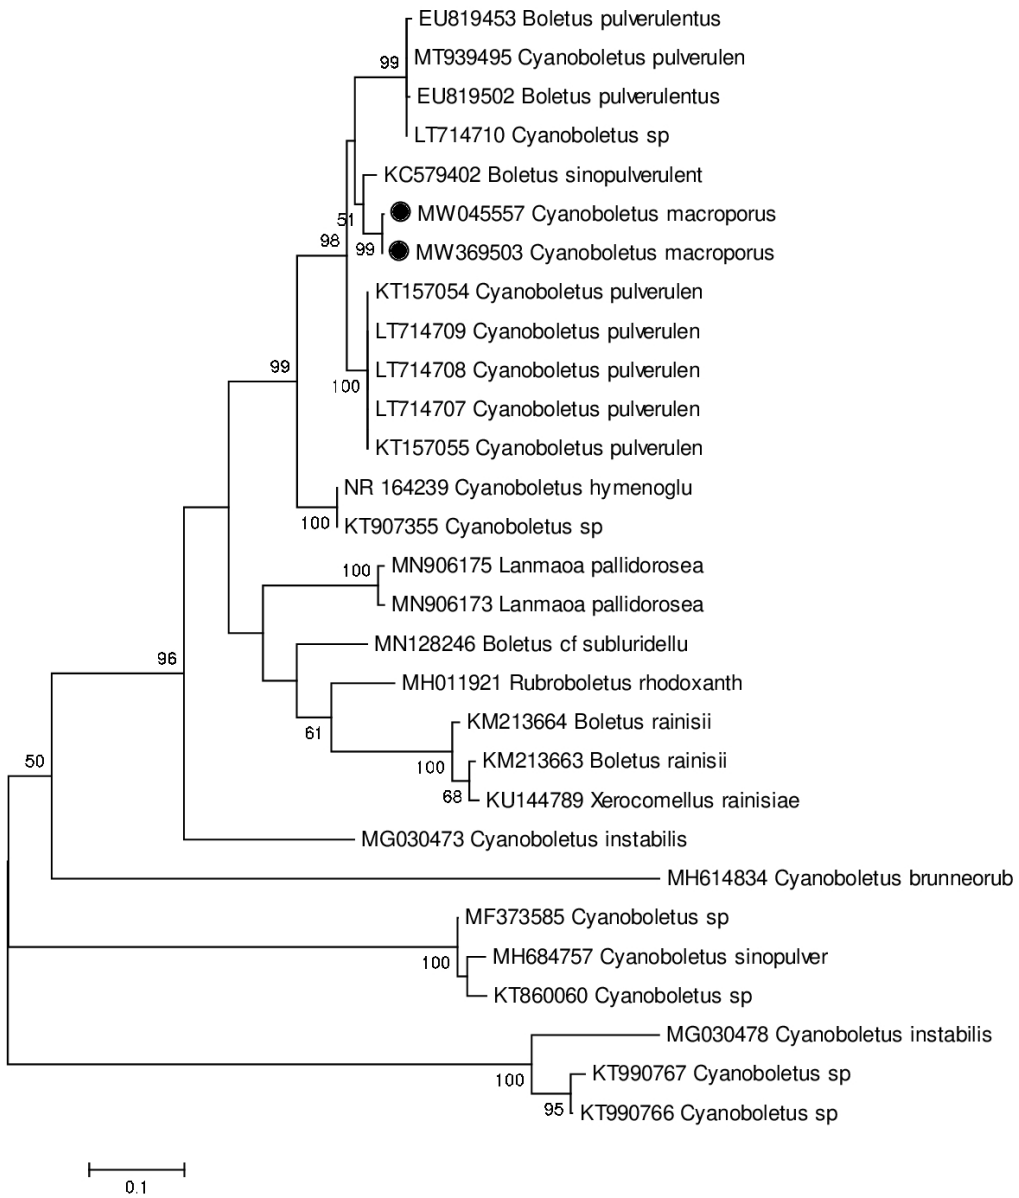 EU819453 Boletus pulverulentus
99
MT939495 Cyanoboletus pulverulen
EU819502 Boletus pulverulentus
LT714710 Cyanoboletus sp
KC579402 Boletus sinopulverulent
51
MW045557 Cyanoboletus macroporus
98
99
MW369503 Cyanoboletus macroporus
KT157054 Cyanoboletus pulverulen
LT714709 Cyanoboletus pulverulen
99
LT714708 Cyanoboletus pulverulen
100
LT714707 Cyanoboletus pulverulen
KT157055 Cyanoboletus pulverulen
NR 164239 Cyanoboletus hymenoglu
100
KT907355 Cyanoboletus sp
100
MN906175 Lanmaoa pallidorosea
MN906173 Lanmaoa pallidorosea
MN128246 Boletus cf subluridellu
96
MH011921 Rubroboletus rhodoxanth
61
KM213664 Boletus rainisii
50
100
KM213663 Boletus rainisii
68
KU144789 Xerocomellus rainisiae
MG030473 Cyanoboletus instabilis
MH614834 Cyanoboletus brunneorub
MF373585 Cyanoboletus sp
100
MH684757 Cyanoboletus sinopulver
KT860060 Cyanoboletus sp
MG030478 Cyanoboletus instabilis
100
KT990767 Cyanoboletus sp
95
KT990766 Cyanoboletus sp
0.1